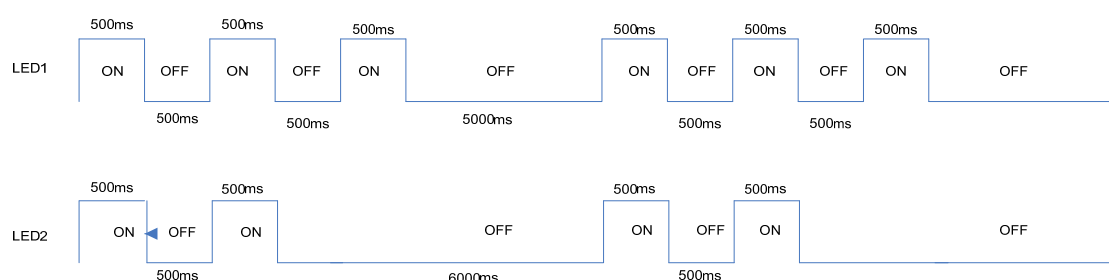 500ms 500ms 500ms 500ms 500ms 500ms
LED1 ON OFF ON OFF ON OFF ON OFF ON OFF ON OFF
500ms 500ms 5000ms 500ms 500ms
500ms 500ms 500ms 500ms
LED2 ON OFF ON OFF ON OFF ON OFF
500ms 6000ms 500ms